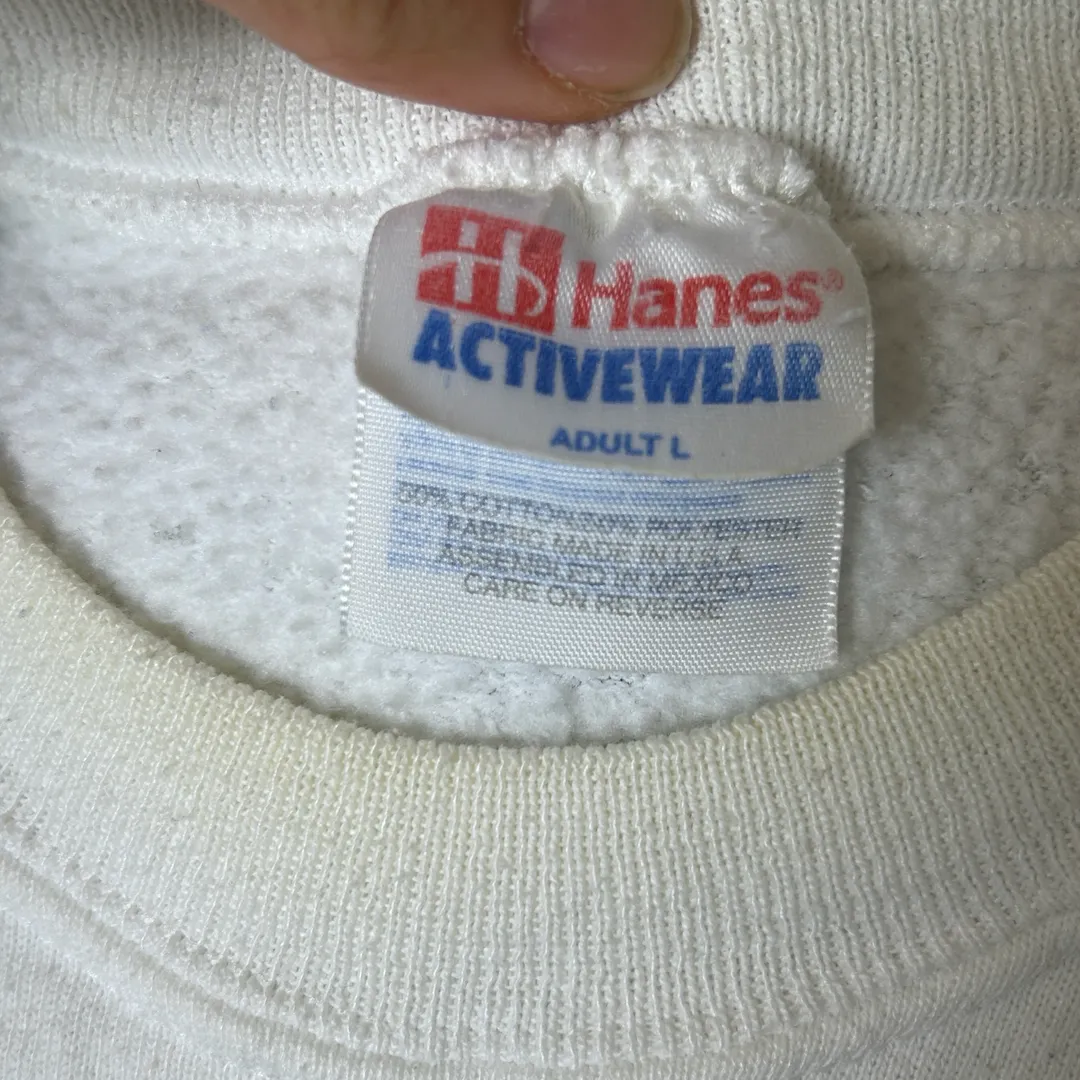 Hanes®
ACTIVEWEAR
ADULT L
50% COTTON/50% POLYESTER
FABRIC MADE IN U.S.A.
ASSEMBLED IN MEXICO
CARE ON REVERSE